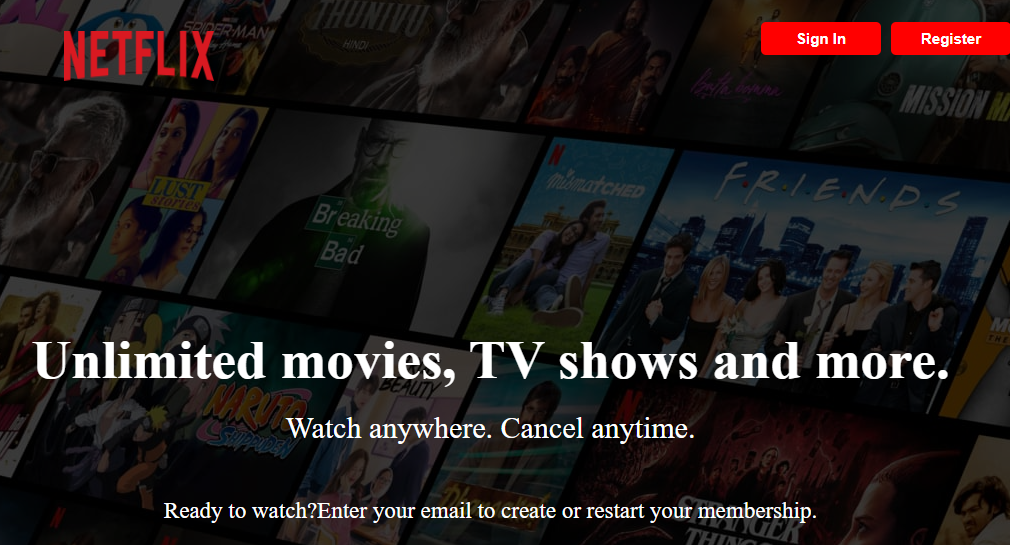 NETFLIX
Sign In
Register
SPIDER-MAN
HINDI
MISSION M
LUST
stories
Breaking
Bad
MISMATCHED
FRIENDS
Unlimited movies, TV shows and more.
BEAUTY
NARUTO
SHIPPUDEN
Watch anywhere. Cancel anytime.
Ready to watch?Enter your email to create or restart your membership.
STRANGER
THINGS